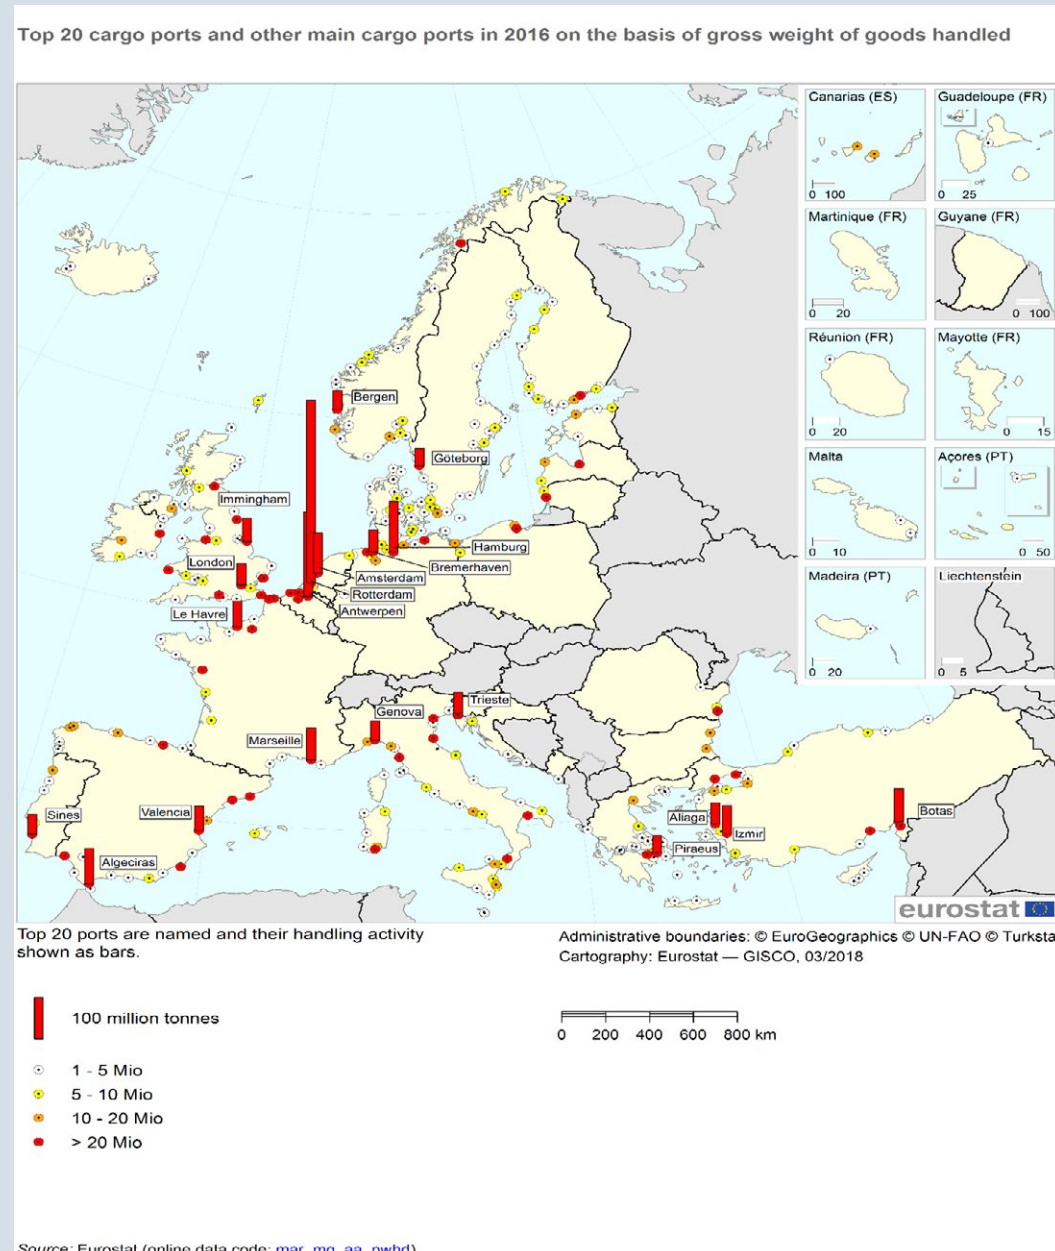 Top 20 cargo ports and other main cargo ports in 2016 on the basis of gross weight of goods handled
Canarias (ES)
0 100
Guadeloupe (FR)
0 25
Martinique (FR)
0 20
Guyane (FR)
0 100
Réunion (FR)
0 20
Mayotte (FR)
0 15
Malta
0 10
Açores (PT)
0 50
Madeira (PT)
0 20
Liechtenstein
0 5
Bergen
Göteborg
Immingham
London
Le Havre
Hamburg
Bremerhaven
Amsterdam
Rotterdam
Antwerpen
Trieste
Genova
Marseille
Sines
Valencia
Algeciras
Aliaga
Izmir
Piraeus
Botas
eurostat
Top 20 ports are named and their handling activity
shown as bars.
Administrative boundaries: © EuroGeographics © UN-FAO © Turksta
Cartography: Eurostat — GISCO, 03/2018
100 million tonnes
1 - 5 Mio
5 - 10 Mio
10 - 20 Mio
> 20 Mio
0 200 400 600 800 km
Source: Eurostat (online data code: mar_mg_aa_pwhd)